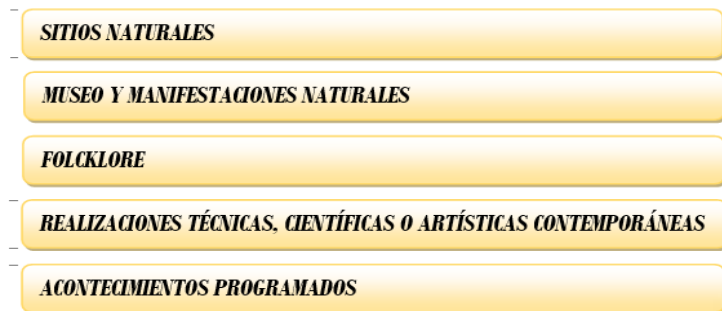 SITIOS NATURALES
MUSEO Y MANIFESTACIONES NATURALES
FOLCKLORE
REALIZACIONES TÉCNICAS, CIENTÍFICAS O ARTÍSTICAS CONTEMPORÁNEAS
ACONTECIMIENTOS PROGRAMADOS